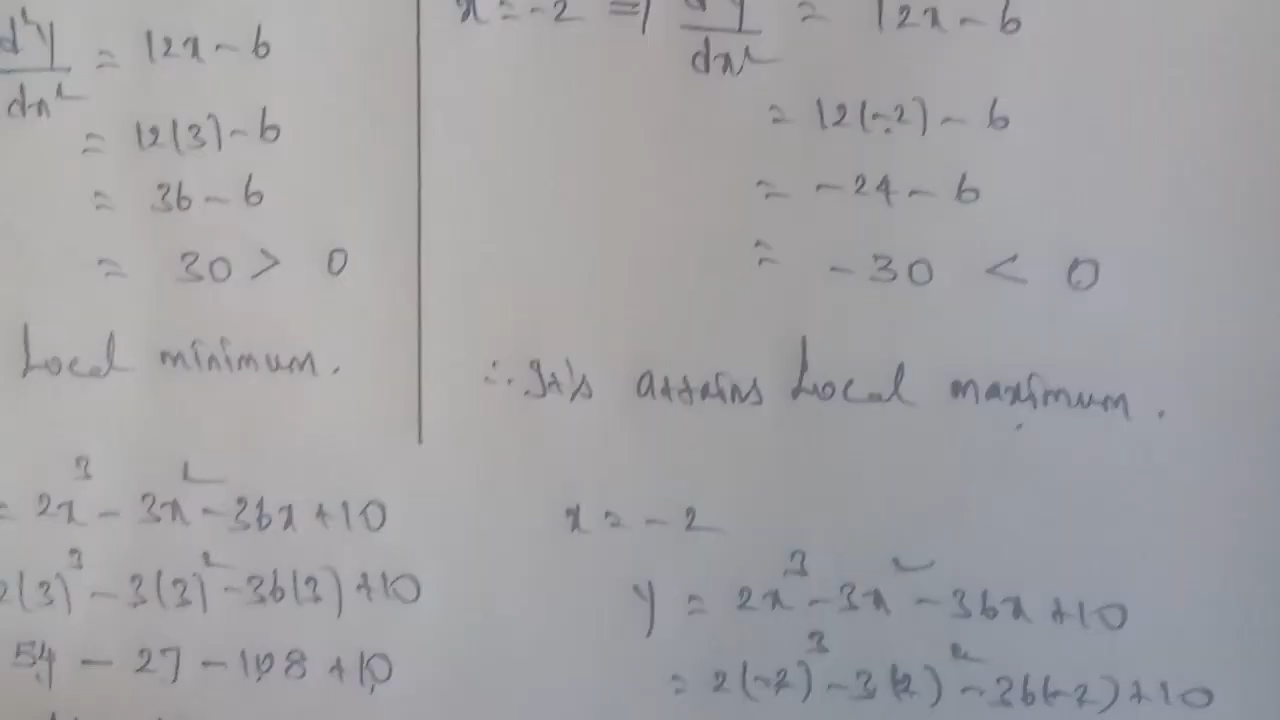 d²y/dx² = 12x - 6
= 12(3) - 6
= 36 - 6
= 30 > 0
Local minimum.
= 2x³ - 3x² - 36x + 10
2(3)³ - 3(3)² - 36(3) + 10
54 - 27 - 108 + 10
x = -2 ⇒ d²y/dx² = 12x - 6
= 12(-2) - 6
= -24 - 6
= -30 < 0
∴ It's attains Local maximum.
x = -2
y = 2x³ - 3x² - 36x + 10
= 2(-2)³ - 3(2)² - 36(-2) + 10